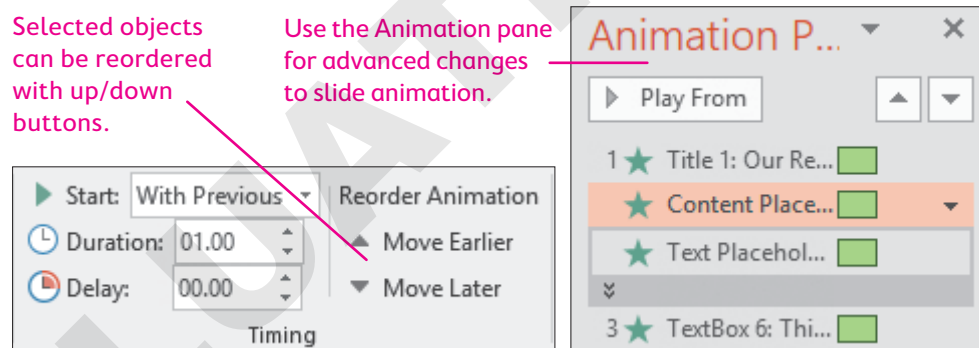 Selected objects
can be reordered
with up/down
buttons.
Use the Animation pane
for advanced changes
to slide animation.
Start: With Previous
Duration: 01.00
Delay: 00.00
Reorder Animation
Move Earlier
Move Later
Timing
Animation P...
Play From
1 Title 1: Our Re...
Content Place...
Text Placehol...
3 TextBox 6: Thi...
LUAT